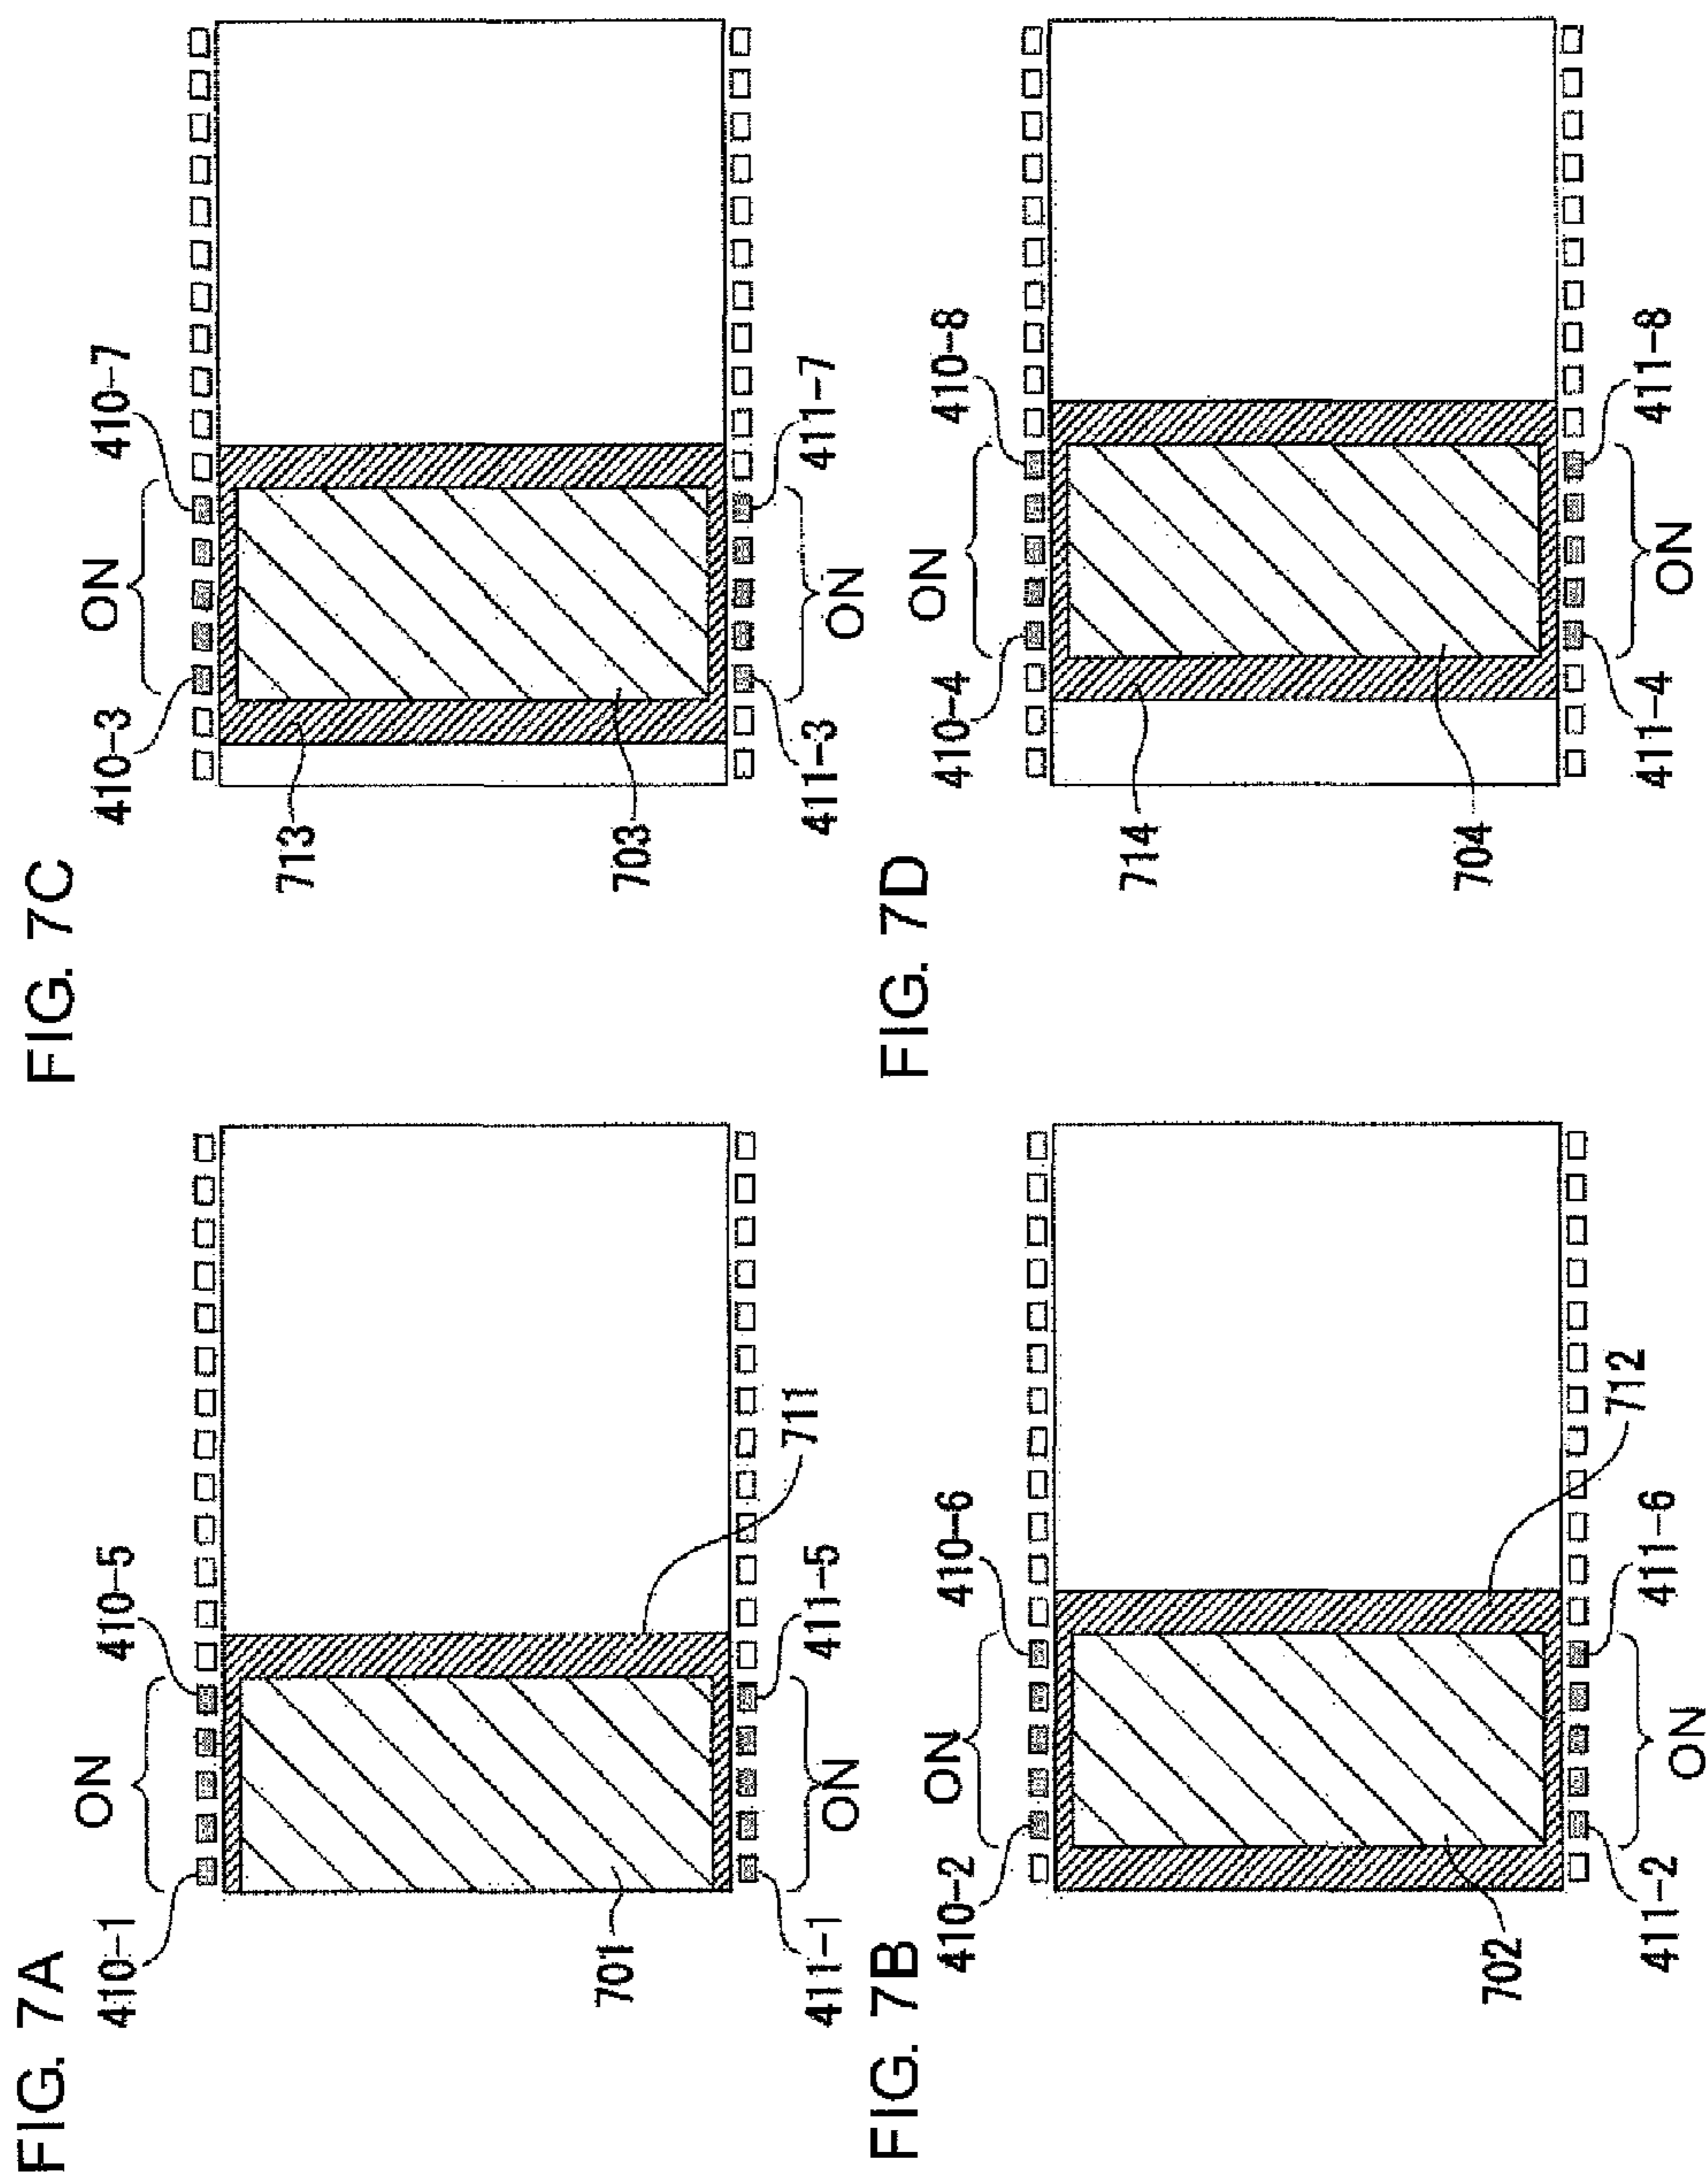 FIG. 7A
410-1
ON
410-5
701
711
411-1
ON
411-5
FIG. 7B
410-2
ON
410-6
702
712
411-2
ON
411-6
FIG. 7C
410-3
ON
410-7
713
703
411-3
ON
411-7
FIG. 7D
410-4
ON
410-8
714
704
411-4
ON
411-8